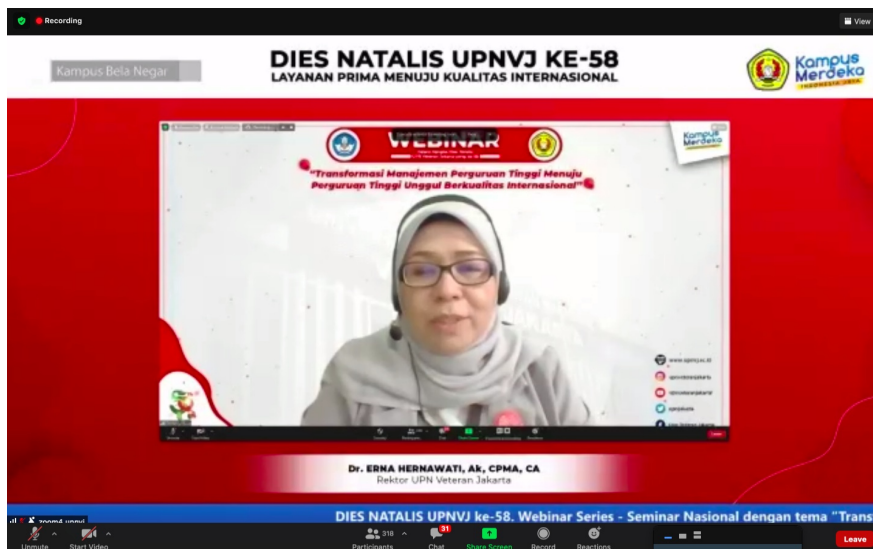 Recording
View
Kampus Bela Negar
DIES NATALIS UPNVJ KE-58
LAYANAN PRIMA MENUJU KUALITAS INTERNASIONAL
Kampus
Merdeka
INDONESIA JAYA
WEBINAR
Kampus
Merdeka
"Transformasi Manajemen Perguruan Tinggi Menuju
Perguruan Tinggi Unggul Berkualitas Internasional"
www.upnvj.ac.id
upnveteranjakarta
Dr. ERNA HERNAWATI, Ak, CPMA, CA
Rektor UPN Veteran Jakarta
DIES NATALIS UPNVJ ke-58. Webinar Series - Seminar Nasional dengan tema "Trans
zoom4 upnvj
Unmute
Start Video
318
Participants
31
Chat
Share Screen
Record
Reactions
Leave